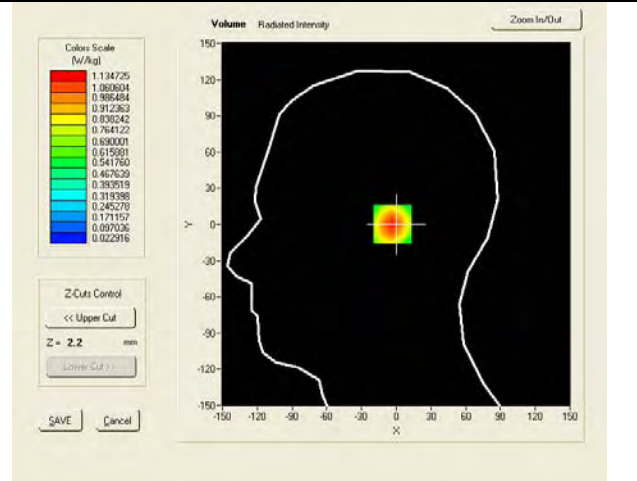 Volume Radiated Intensity
Zoom In/Out
Colors Scale
(W/kg)
1.134725
1.060604
0.986484
0.912363
0.838242
0.764122
0.690001
0.615881
0.541760
0.467639
0.393519
0.319398
0.245278
0.171157
0.097036
0.022916
Z-Cuts Control
<< Upper Cut
Z = 2.2 mm
Lower Cut >>
SAVE Cancel
150
120
90
60
30
0
-30
-60
-90
-120
-150
Y
-150 -120 -90 -60 -30 0 30 60 90 120 150
X